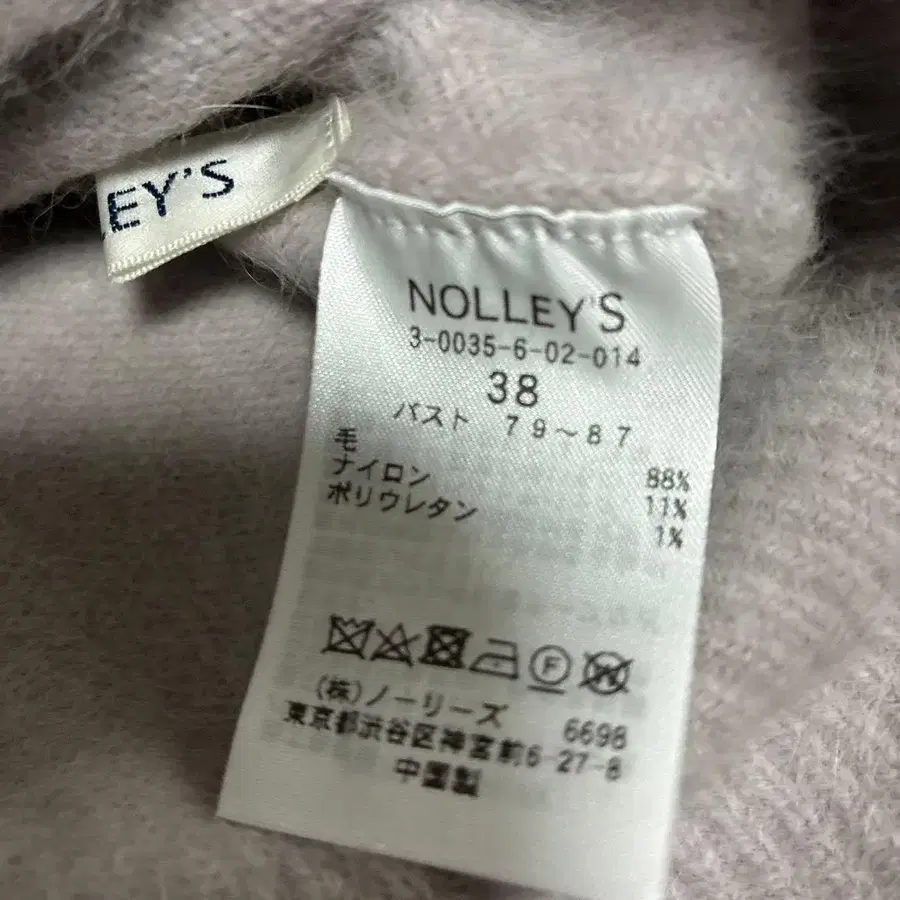 LEY'S
NOLLEY'S
3-0035-6-02-014
38
バスト 79～87
毛 88%
ナイロン 11%
ポリウレタン 1%
F
W
(株)ノーリーズ 6698
東京都渋谷区神宮前6-27-8
中国製